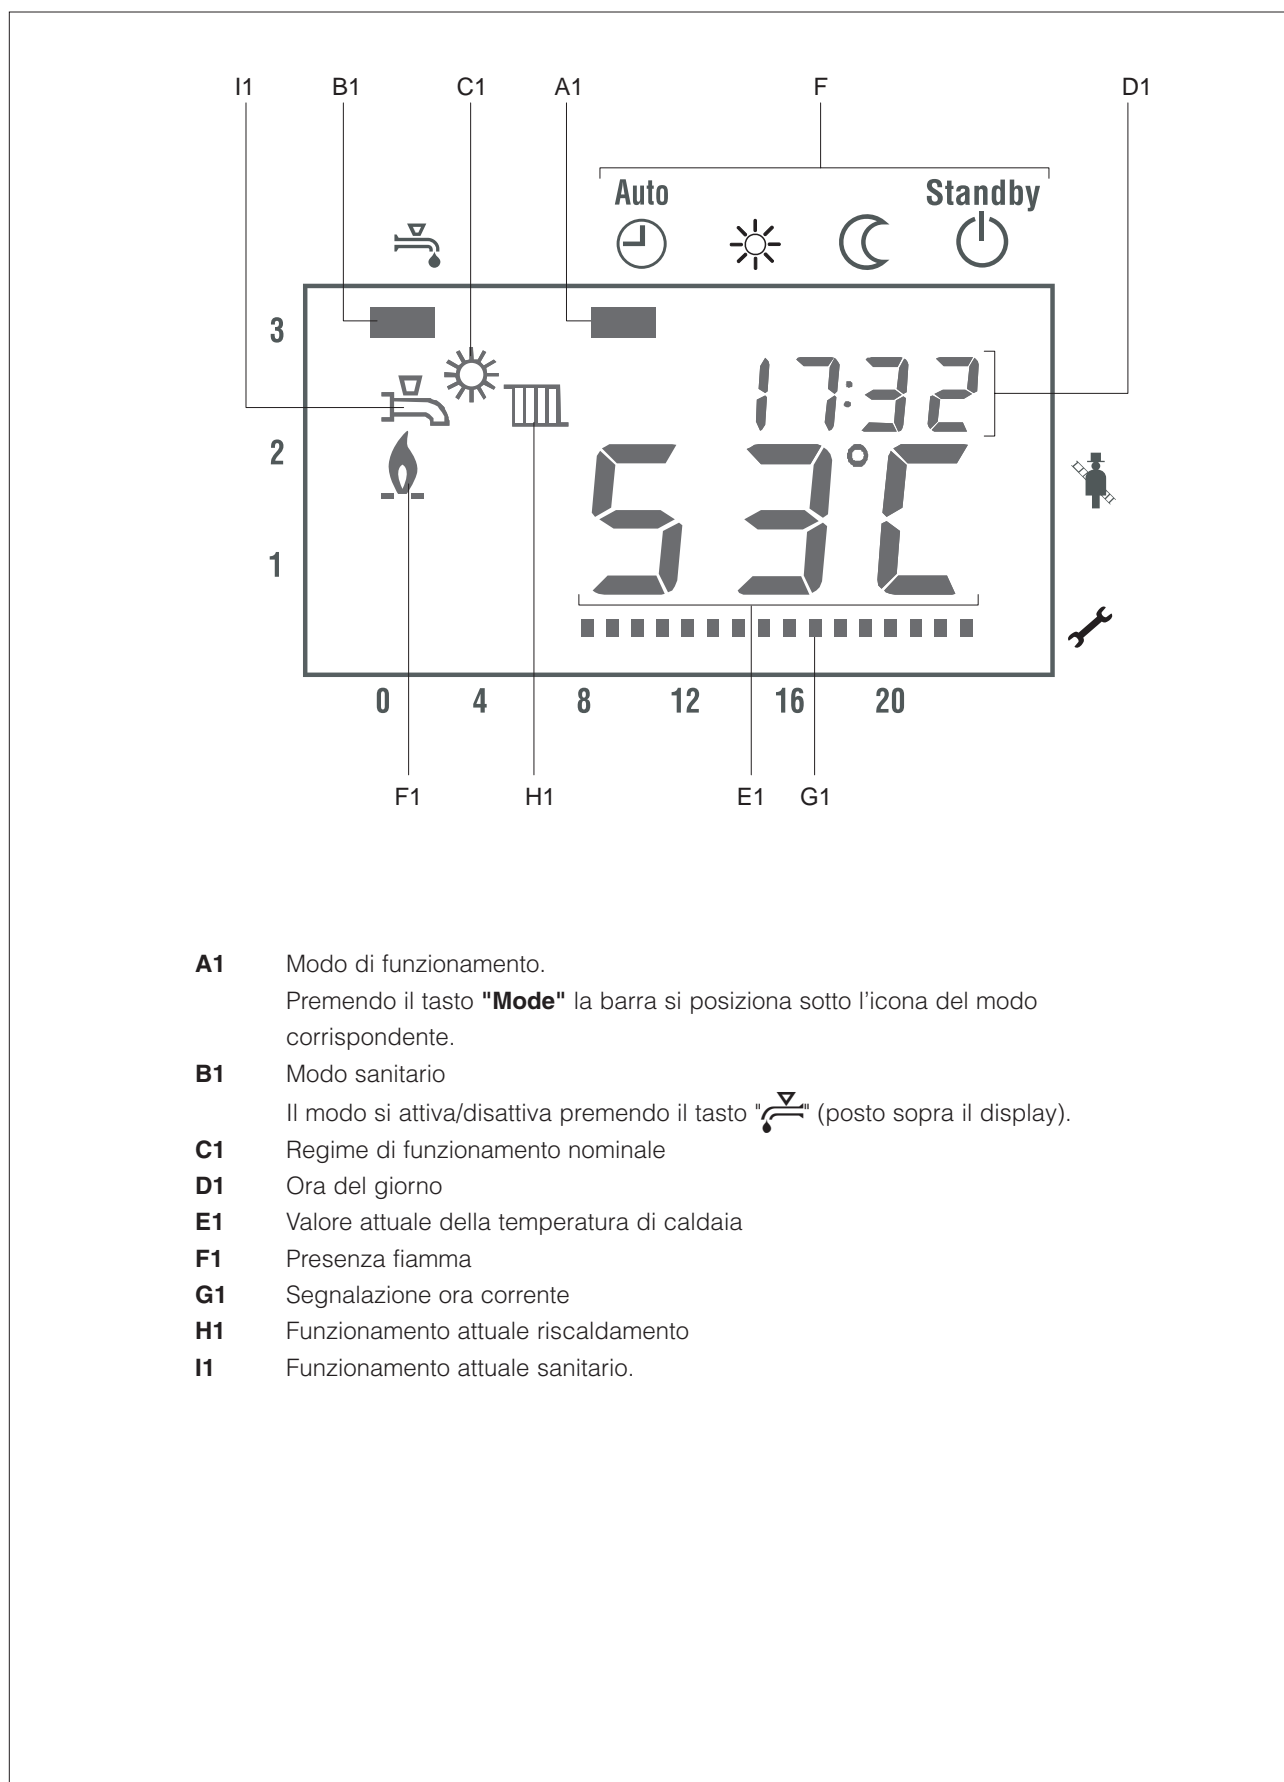 I1 B1 C1 A1 F D1
Auto Standby
3
17:32
2
53°C
1
0 4 8 12 16 20
F1 H1 E1 G1
A1 Modo di funzionamento.
Premendo il tasto "Mode" la barra si posiziona sotto l'icona del modo
corrispondente.
B1 Modo sanitario
Il modo si attiva/disattiva premendo il tasto "" (posto sopra il display).
C1 Regime di funzionamento nominale
D1 Ora del giorno
E1 Valore attuale della temperatura di caldaia
F1 Presenza fiamma
G1 Segnalazione ora corrente
H1 Funzionamento attuale riscaldamento
I1 Funzionamento attuale sanitario.